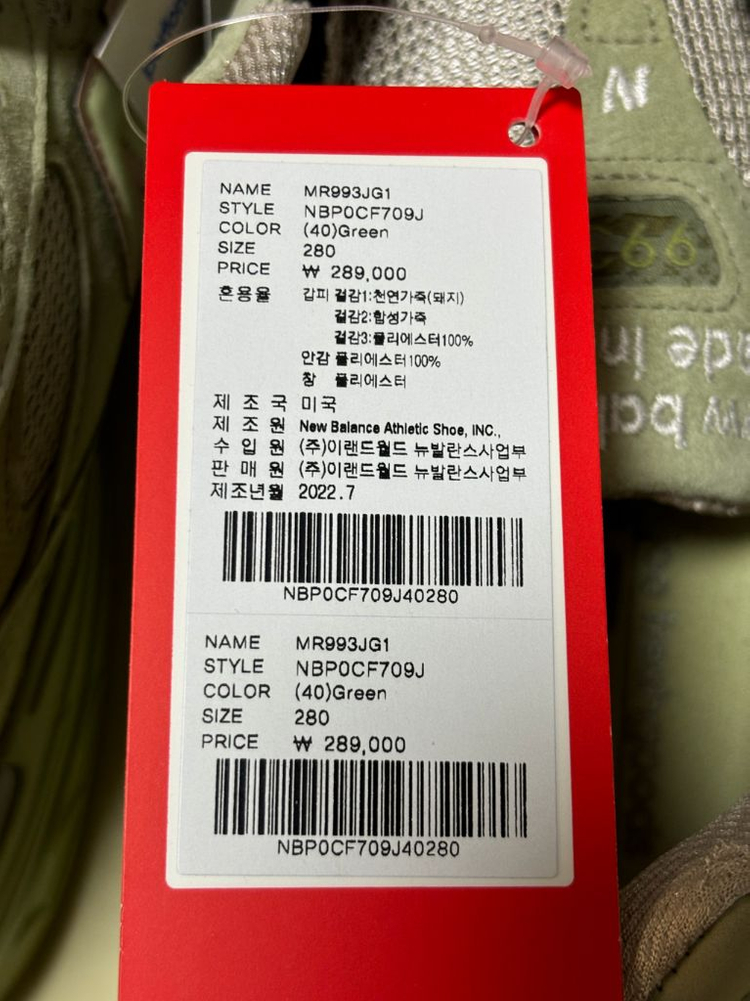 NAME MR993JG1
STYLE NBP0CF709J
COLOR (40)Green
SIZE 280
PRICE ₩ 289,000
혼용율 갑피 겉감1:천연가죽(돼지)
겉감2:합성가죽
겉감3:폴리에스터100%
안감 폴리에스터100%
창 폴리에스터
제 조 국 미국
제 조 원 New Balance Athletic Shoe, INC.,
수 입 원 (주)이랜드월드 뉴발란스사업부
판 매 원 (주)이랜드월드 뉴발란스사업부
제조년월 2022.7
NBP0CF709J40280
NAME MR993JG1
STYLE NBP0CF709J
COLOR (40)Green
SIZE 280
PRICE ₩ 289,000
NBP0CF709J40280
N